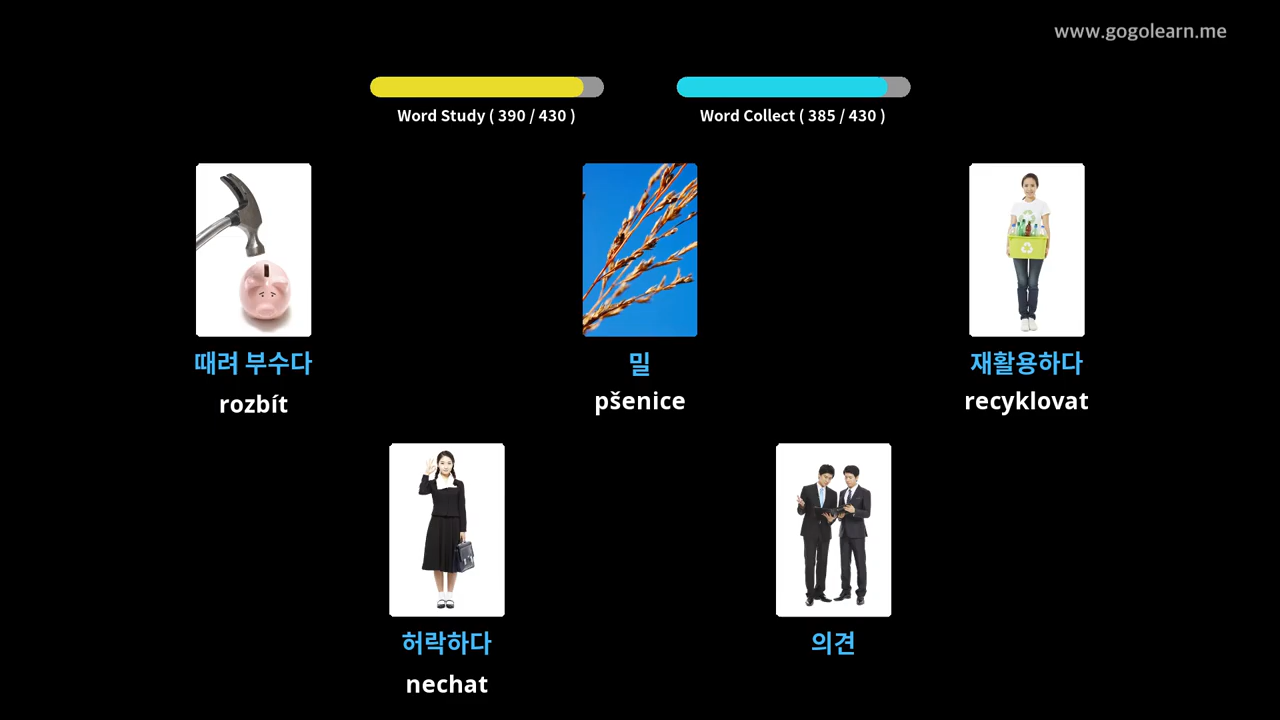 www.gogolearn.me
Word Study ( 390 / 430 )
Word Collect ( 385 / 430 )
때려 부수다
rozbít
밀
pšenice
재활용하다
recyklovat
허락하다
nechat
의견